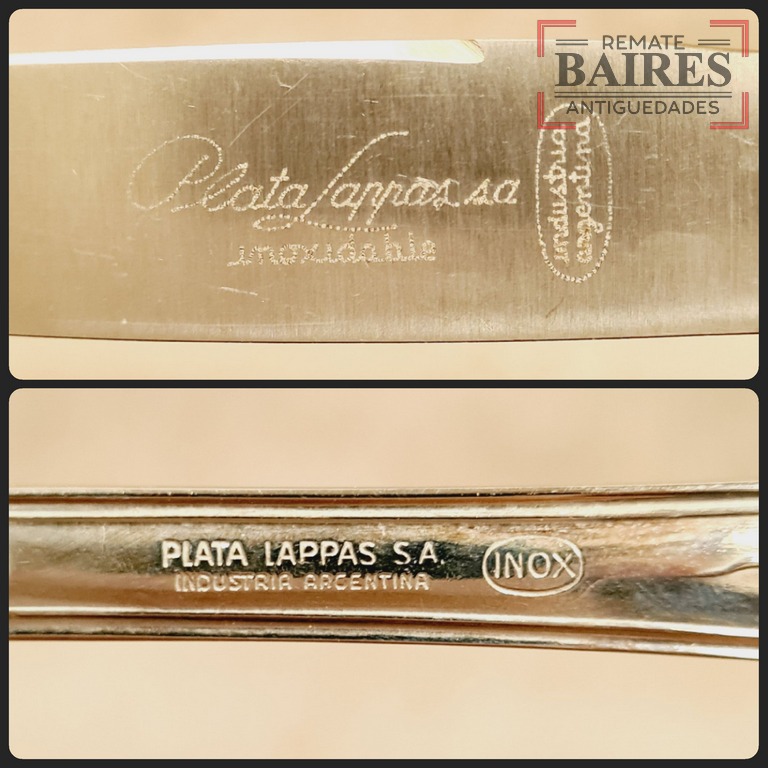 REMATE
BAIRES
ANTIGUEDADES
Plata Lappas sa
inoxidable
industria
argentina
PLATA LAPPAS S.A.
INDUSTRIA ARGENTINA
INOX